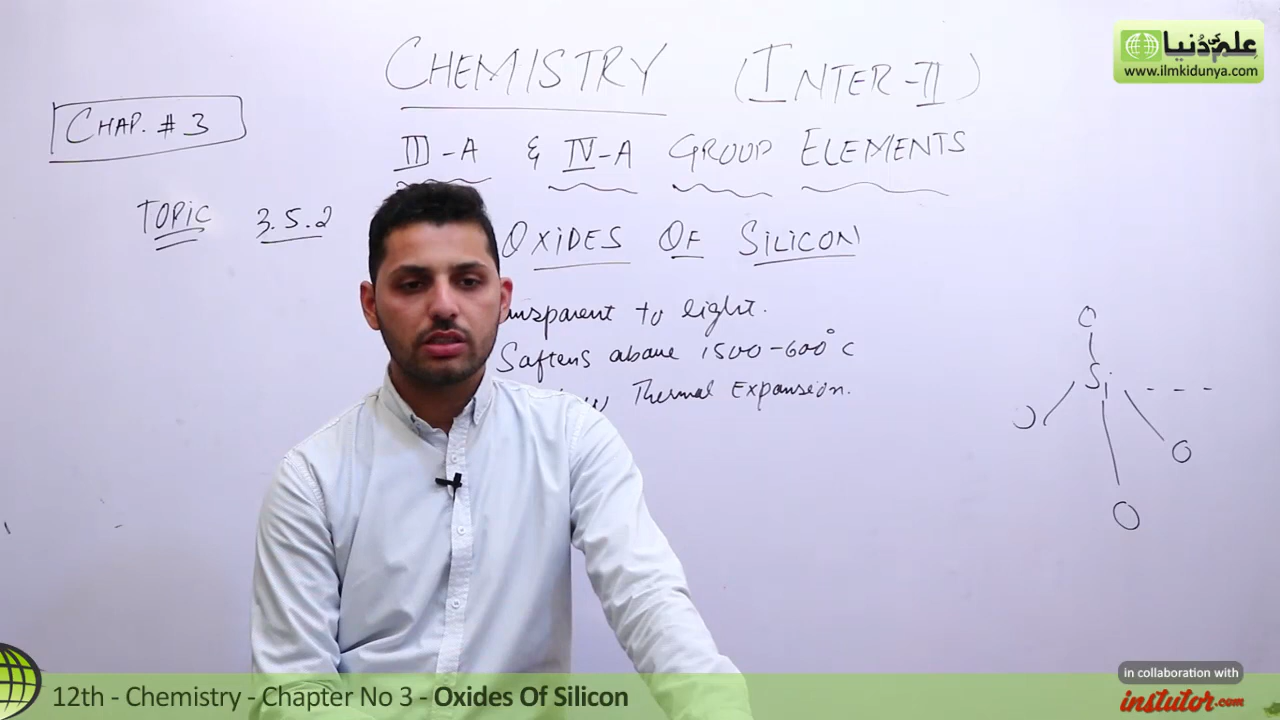 CHEMISTRY (INTER-II)
CHAP. # 3
III-A & IV-A GROUP ELEMENTS
TOPIC 3.5.2
OXIDES OF SILICON
to light.
Saftens above 1500-600°C
Thermal Expansion.
O
Si
O
O
O
علم کی دُنیا
www.ilmkidunya.com
12th - Chemistry - Chapter No 3 - Oxides Of Silicon
in collaboration with
instutor.com